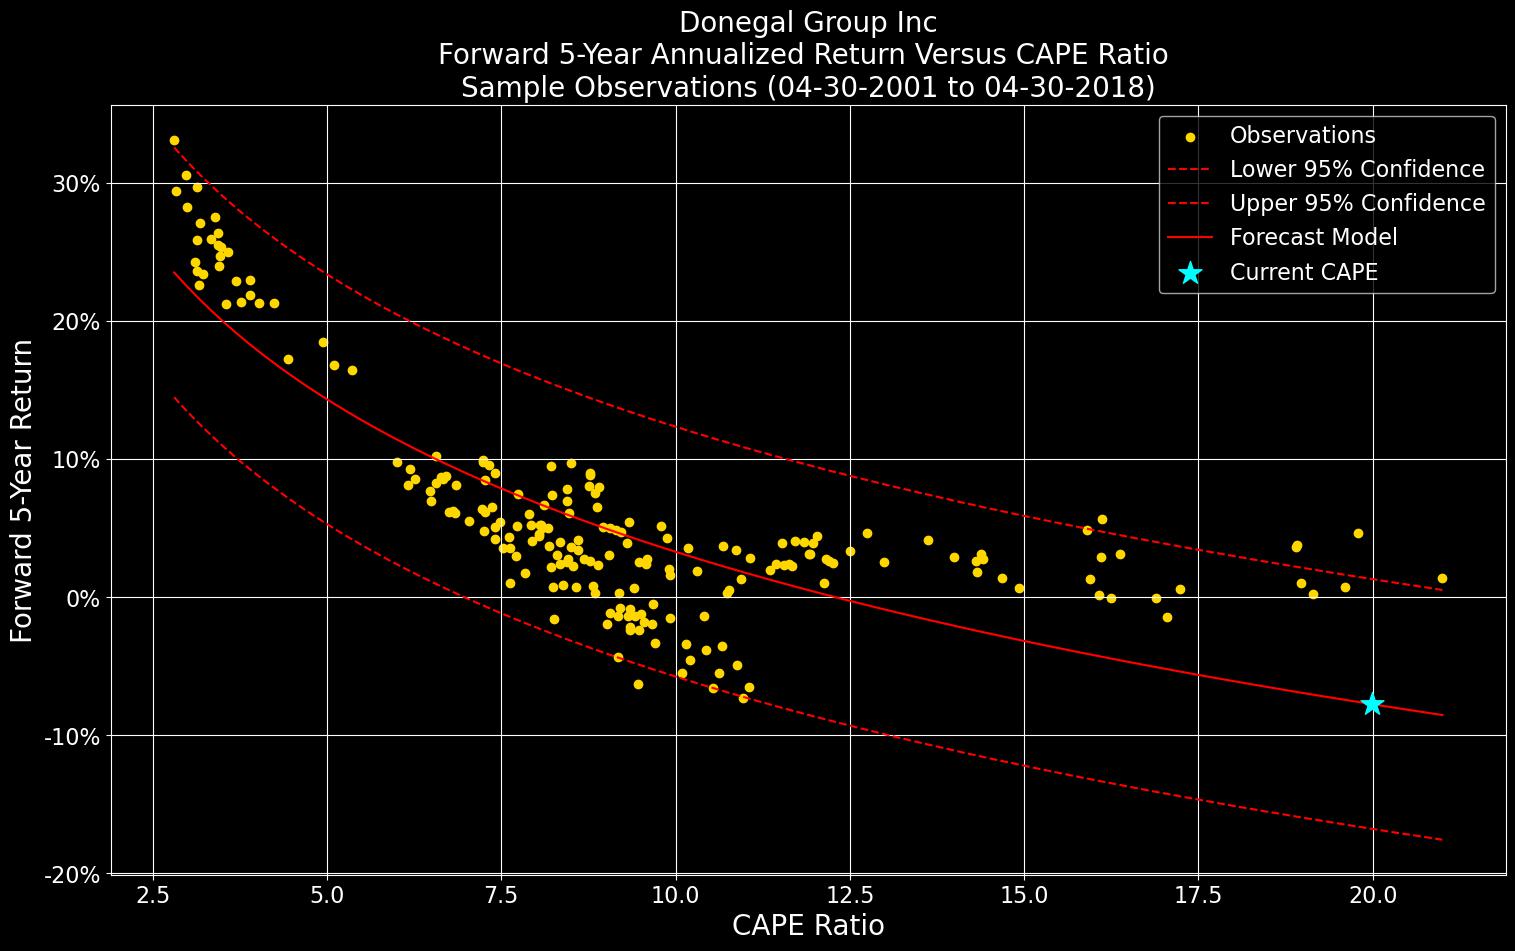 Donegal Group Inc
Forward 5-Year Annualized Return Versus CAPE Ratio
Sample Observations (04-30-2001 to 04-30-2018)
Observations
Lower 95% Confidence
Upper 95% Confidence
Forecast Model
Current CAPE
Forward 5-Year Return
30%
20%
10%
0%
-10%
-20%
2.5 5.0 7.5 10.0 12.5 15.0 17.5 20.0
CAPE Ratio